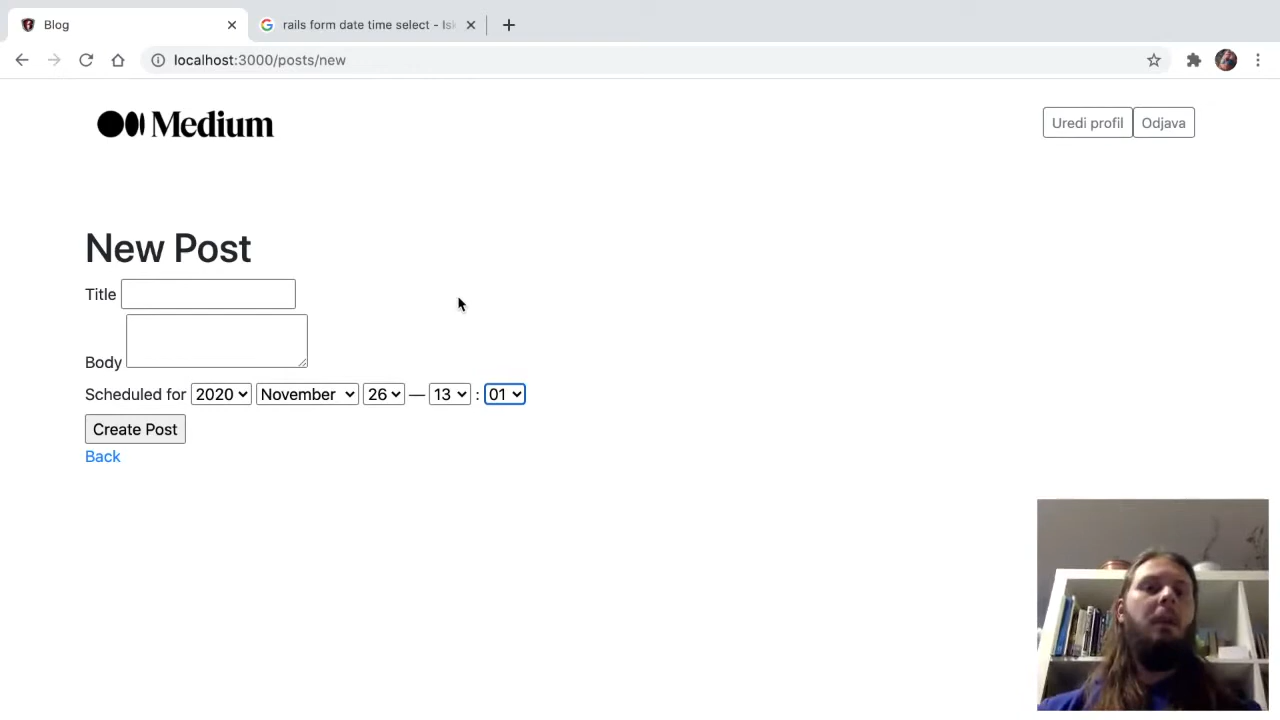 Blog
rails form date time select - Isk
localhost:3000/posts/new
Medium
Uredi profil
Odjava
New Post
Title
Body
Scheduled for 2020 November 26 — 13 : 01
Create Post
Back